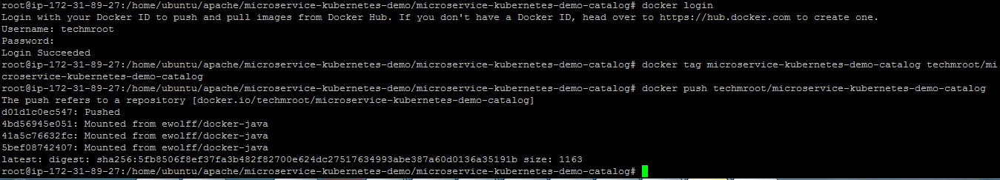 root@ip-172-31-89-27:/home/ubuntu/apache/microservice-kubernetes-demo/microservice-kubernetes-demo-catalog# docker login
Login with your Docker ID to push and pull images from Docker Hub. If you don't have a Docker ID, head over to https://hub.docker.com to create one.
Username: techmroot
Password:
Login Succeeded
root@ip-172-31-89-27:/home/ubuntu/apache/microservice-kubernetes-demo/microservice-kubernetes-demo-catalog# docker tag microservice-kubernetes-demo-catalog techmroot/mi
croservice-kubernetes-demo-catalog
root@ip-172-31-89-27:/home/ubuntu/apache/microservice-kubernetes-demo/microservice-kubernetes-demo-catalog# docker push techmroot/microservice-kubernetes-demo-catalog
The push refers to a repository [docker.io/techmroot/microservice-kubernetes-demo-catalog]
d01d1c0ec547: Pushed
4bd56945e051: Mounted from ewolff/docker-java
41a5c76632fc: Mounted from ewolff/docker-java
5bef08742407: Mounted from ewolff/docker-java
latest: digest: sha256:5fb8506f8ef37fa3b482f82700e624dc27517634993abe387a60d0136a35191b size: 1163
root@ip-172-31-89-27:/home/ubuntu/apache/microservice-kubernetes-demo/microservice-kubernetes-demo-catalog#